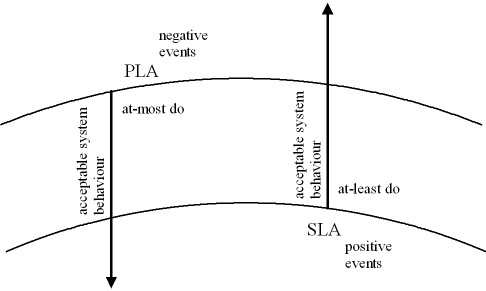 negative
events
PLA
at-most do
acceptable system
behaviour
acceptable system
behaviour
at-least do
SLA
positive
events